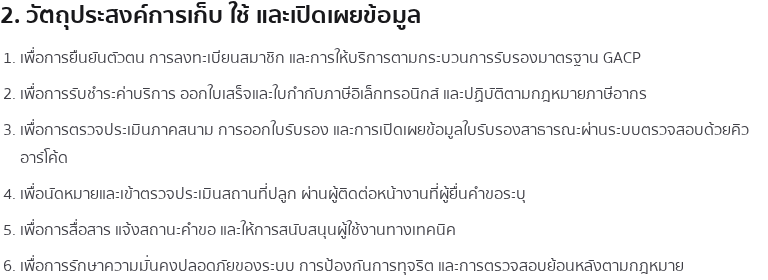 2. วัตถุประสงค์การเก็บ ใช้ และเปิดเผยข้อมูล
1. เพื่อการยืนยันตัวตน การลงทะเบียนสมาชิก และการให้บริการตามกระบวนการรับรองมาตรฐาน GACP
2. เพื่อการรับชำระค่าบริการ ออกใบเสร็จและใบกำกับภาษีอิเล็กทรอนิกส์ และปฏิบัติตามกฎหมายภาษีอากร
3. เพื่อการตรวจประเมินภาคสนาม การออกใบรับรอง และการเปิดเผยข้อมูลใบรับรองสาธารณะผ่านระบบตรวจสอบด้วยคิว
อาร์โค้ด
4. เพื่อนัดหมายและเข้าตรวจประเมินสถานที่ปลูก ผ่านผู้ติดต่อหน้างานที่ผู้ยื่นคำขอระบุ
5. เพื่อการสื่อสาร แจ้งสถานะคำขอ และให้การสนับสนุนผู้ใช้งานทางเทคนิค
6. เพื่อการรักษาความมั่นคงปลอดภัยของระบบ การป้องกันการทุจริต และการตรวจสอบย้อนหลังตามกฎหมาย